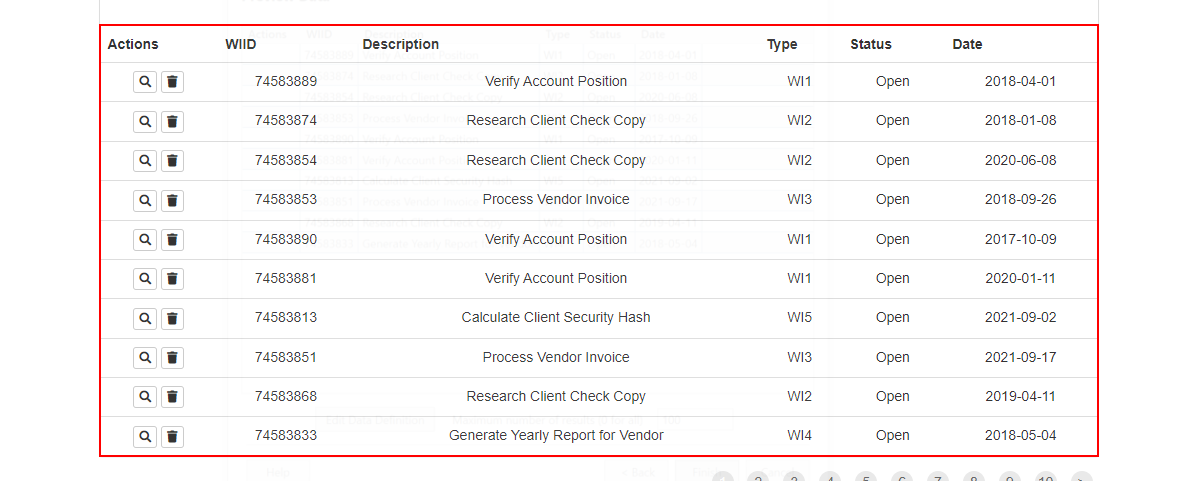 Actions WIID Description Type Status Date
74583889 Verify Account Position WI1 Open 2018-04-01
74583874 Research Client Check Copy WI2 Open 2018-01-08
74583854 Research Client Check Copy WI2 Open 2020-06-08
74583853 Process Vendor Invoice WI3 Open 2018-09-26
74583890 Verify Account Position WI1 Open 2017-10-09
74583881 Verify Account Position WI1 Open 2020-01-11
74583813 Calculate Client Security Hash WI5 Open 2021-09-02
74583851 Process Vendor Invoice WI3 Open 2021-09-17
74583868 Research Client Check Copy WI2 Open 2019-04-11
74583833 Generate Yearly Report for Vendor WI4 Open 2018-05-04
1 2 3 4 5 6 7 8 9 10 >